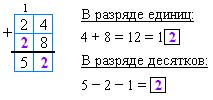 1
2 4
+ 2 8
5 2
В разряде единиц:
4 + 8 = 12 = 1 2
В разряде десятков:
5 − 2 − 1 = 2